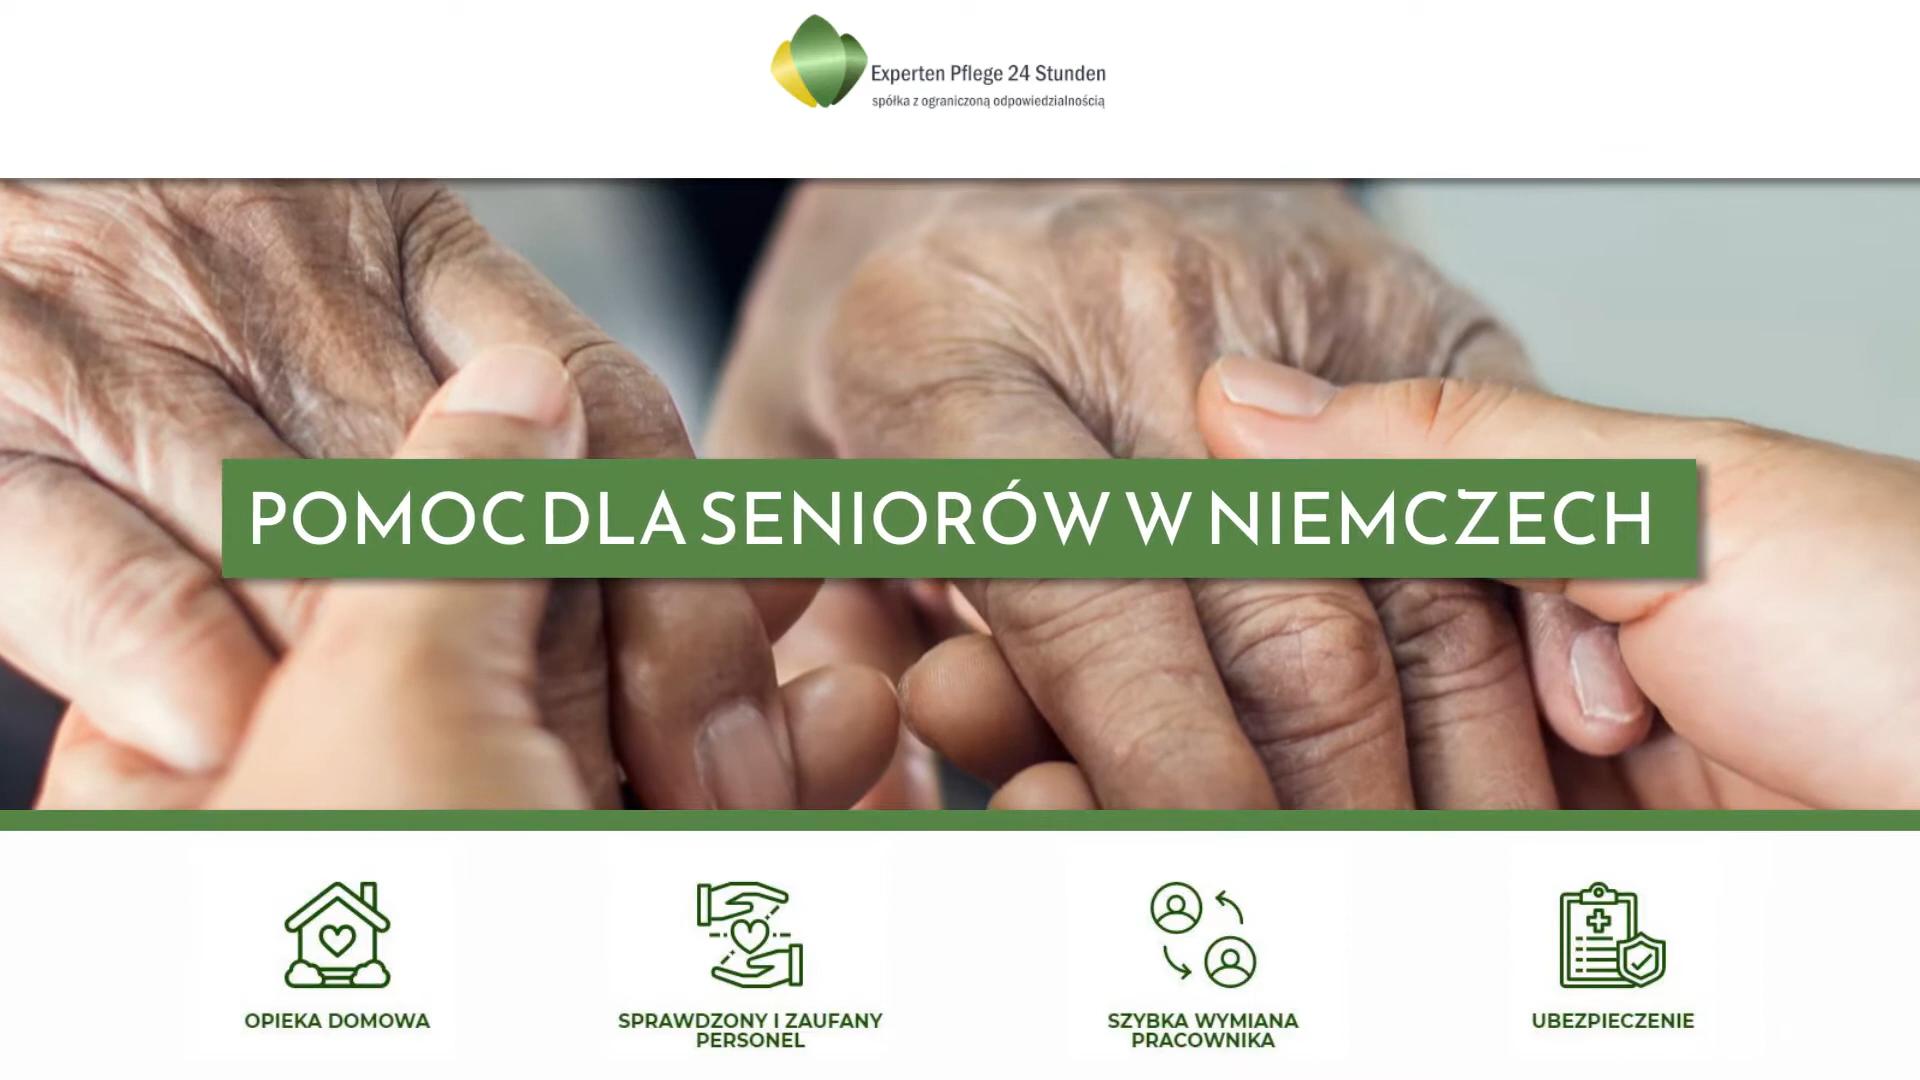 Experten Pflege 24 Stunden
spółka z ograniczoną odpowiedzialnością
POMOC DLA SENIORÓW W NIEMCZECH
OPIEKA DOMOWA
SPRAWDZONY I ZAUFANY
PERSONEL
SZYBKA WYMIANA
PRACOWNIKA
UBEZPIECZENIE